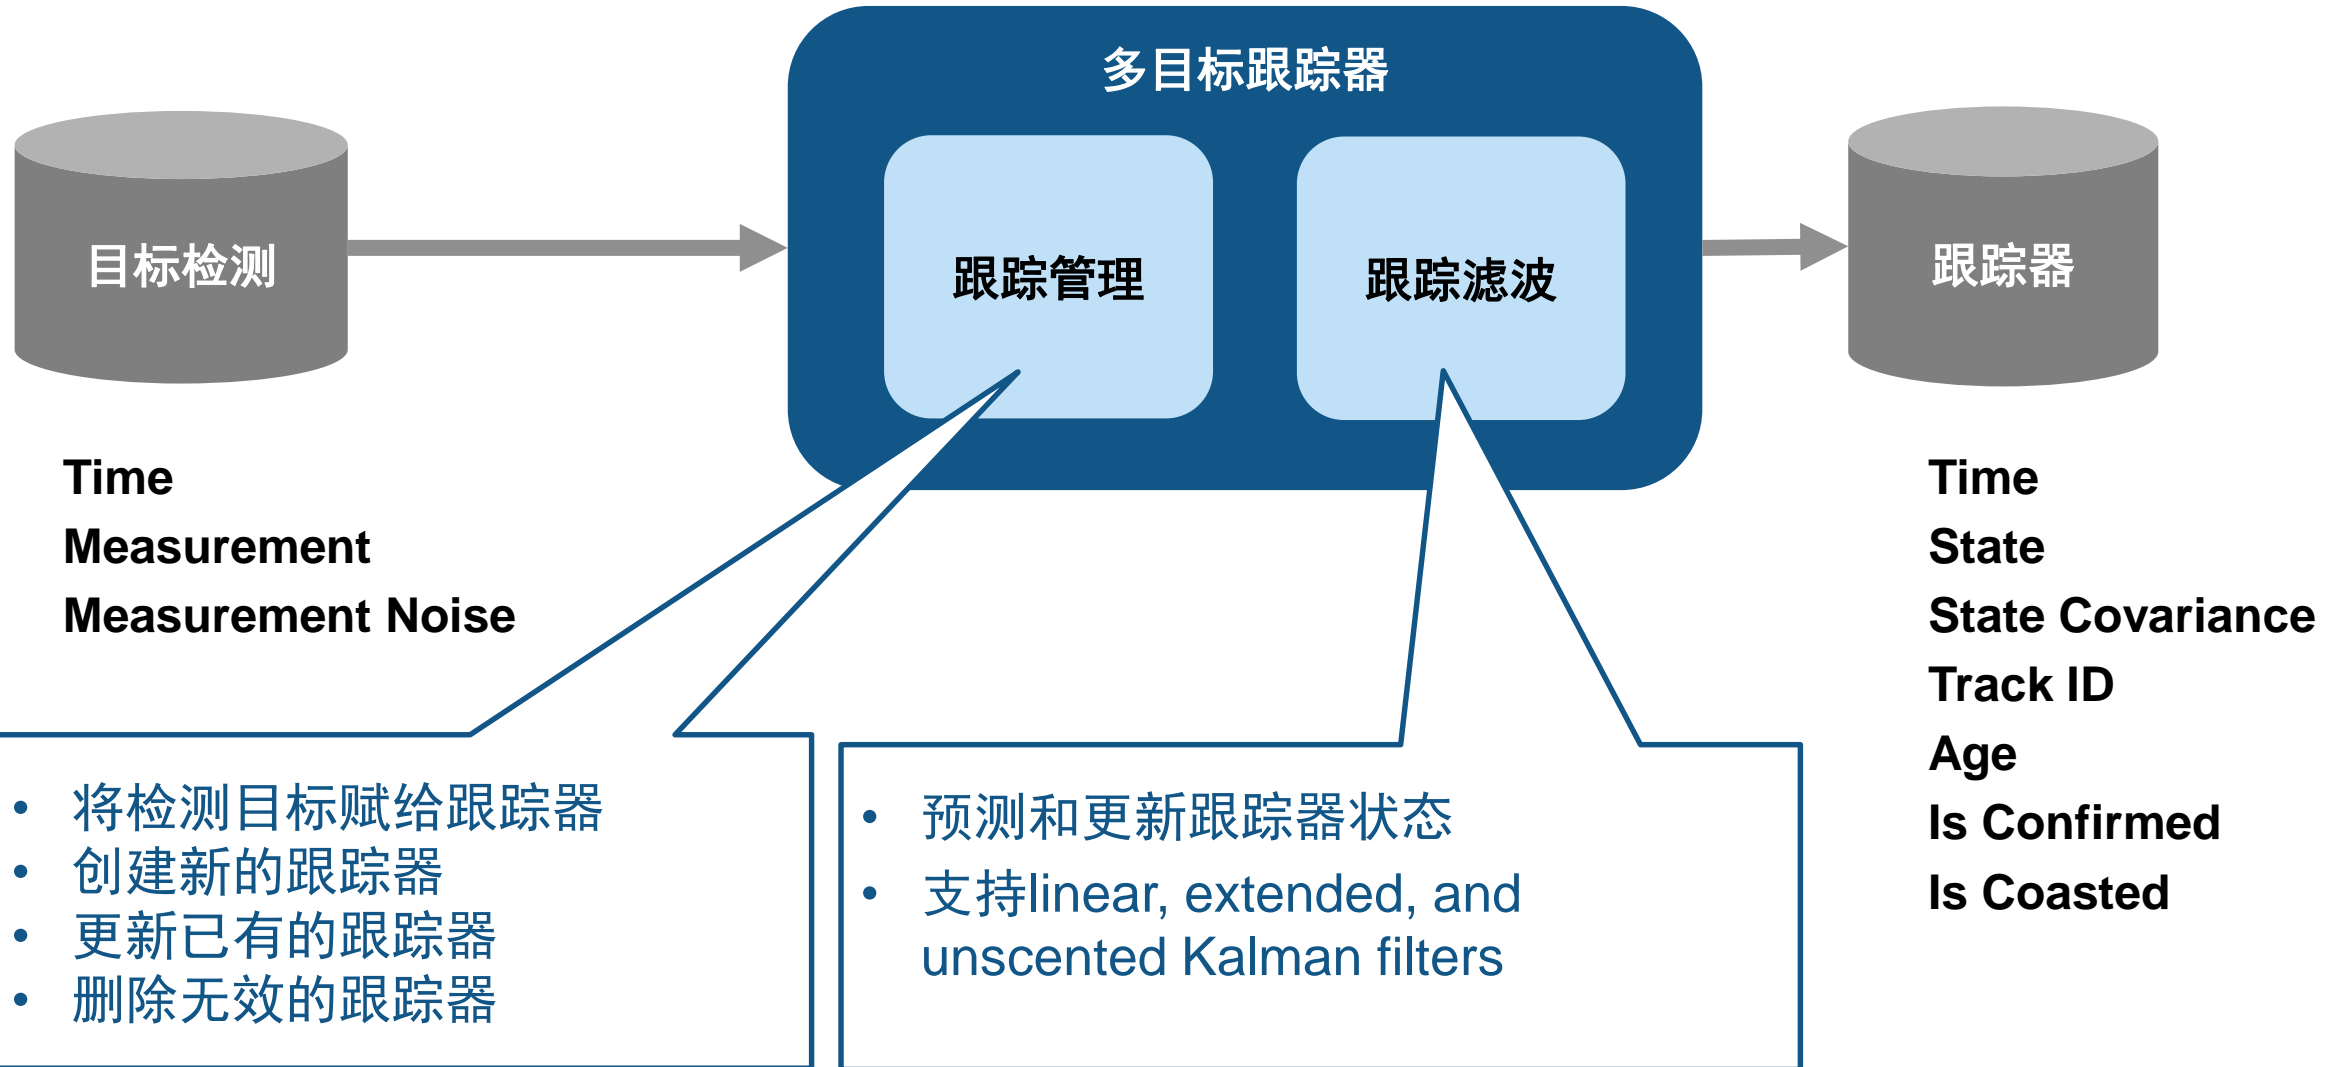 多目标跟踪器
目标检测
跟踪管理
跟踪滤波
跟踪器
Time
Measurement
Measurement Noise
Time
State
State Covariance
Track ID
Age
Is Confirmed
Is Coasted
• 将检测目标赋给跟踪器
• 创建新的跟踪器
• 更新已有的跟踪器
• 删除无效的跟踪器
• 预测和更新跟踪器状态
• 支持linear, extended, and
unscented Kalman filters